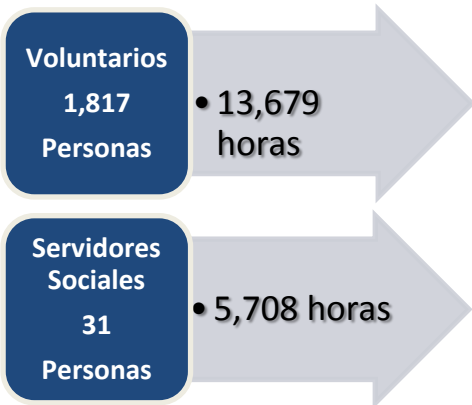 Voluntarios
1,817
Personas
• 13,679
horas
Servidores
Sociales
31
Personas
• 5,708 horas